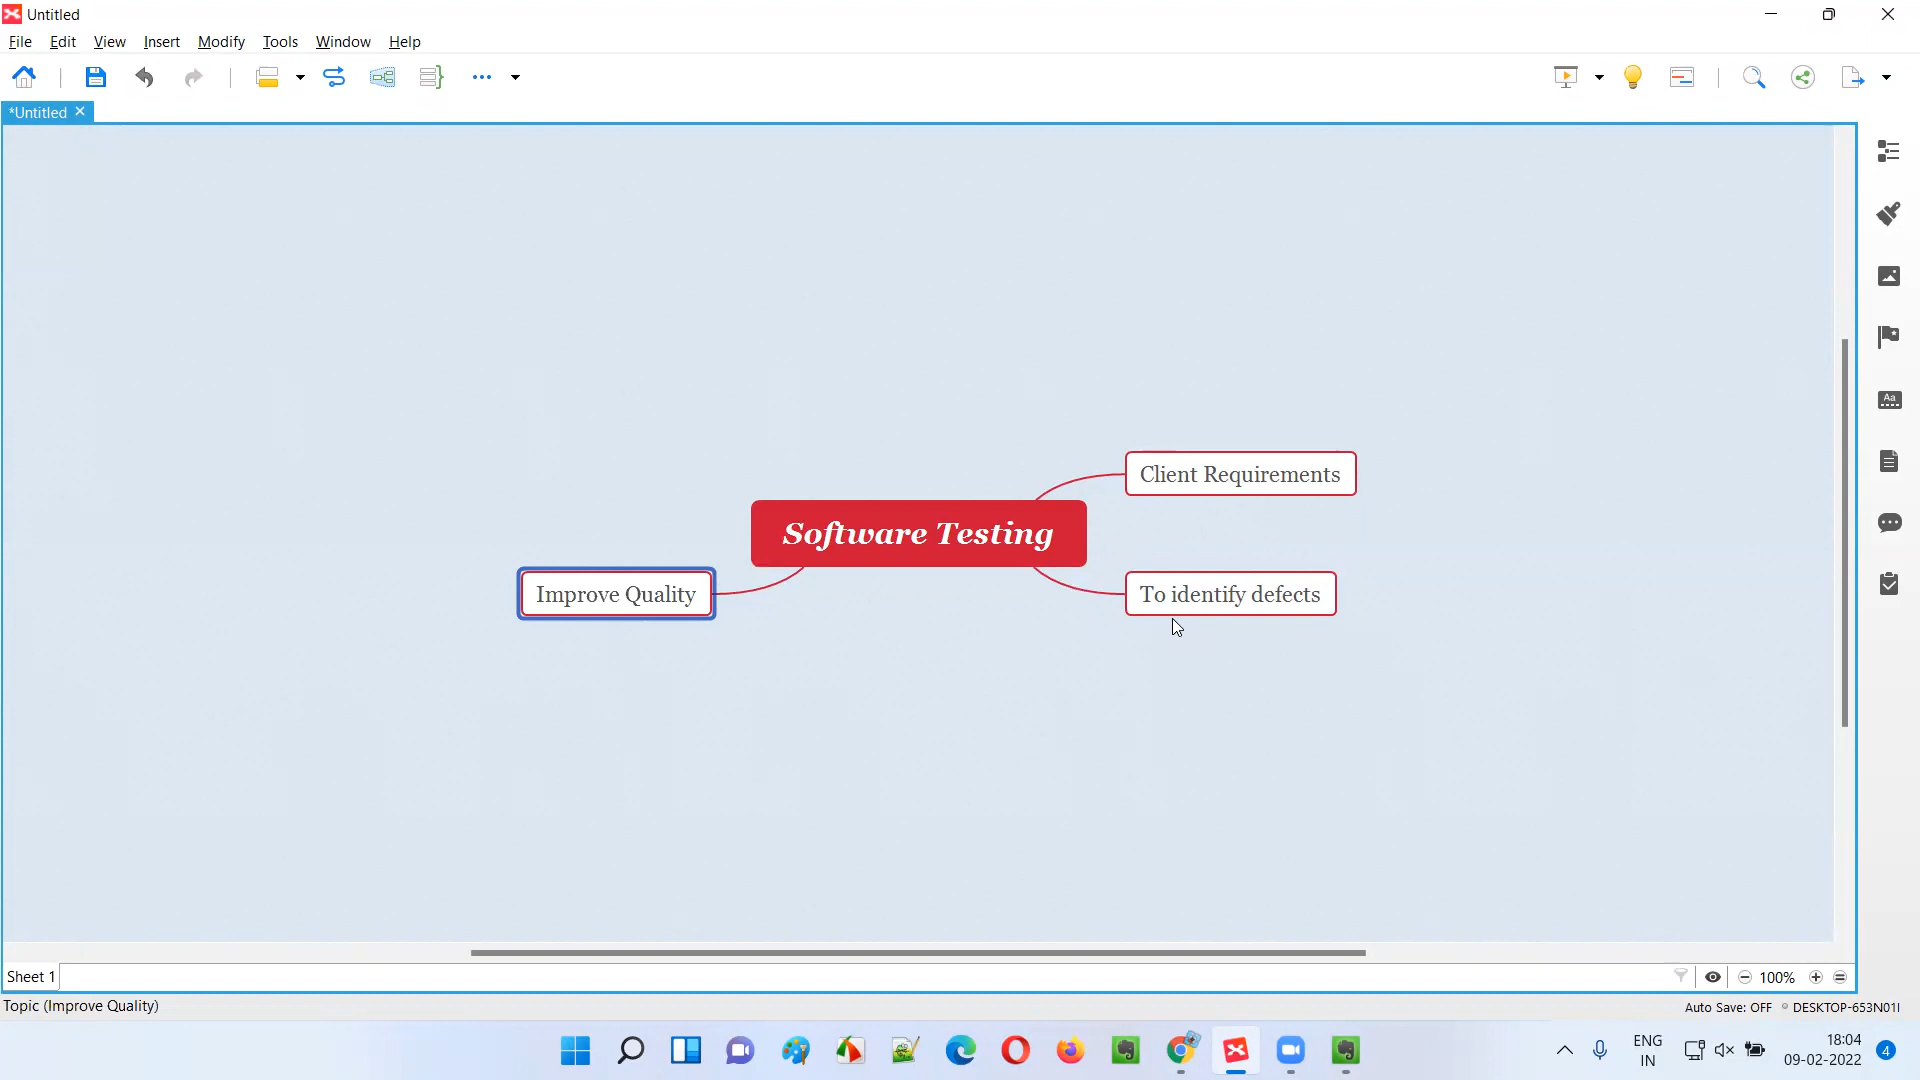 Untitled
File Edit View Insert Modify Tools Window Help
*Untitled
Client Requirements
Software Testing
Improve Quality
To identify defects
Aa
Sheet 1
100%
Topic (Improve Quality)
Auto Save: OFF
DESKTOP-653N01I
ENG
IN
18:04
09-02-2022
4